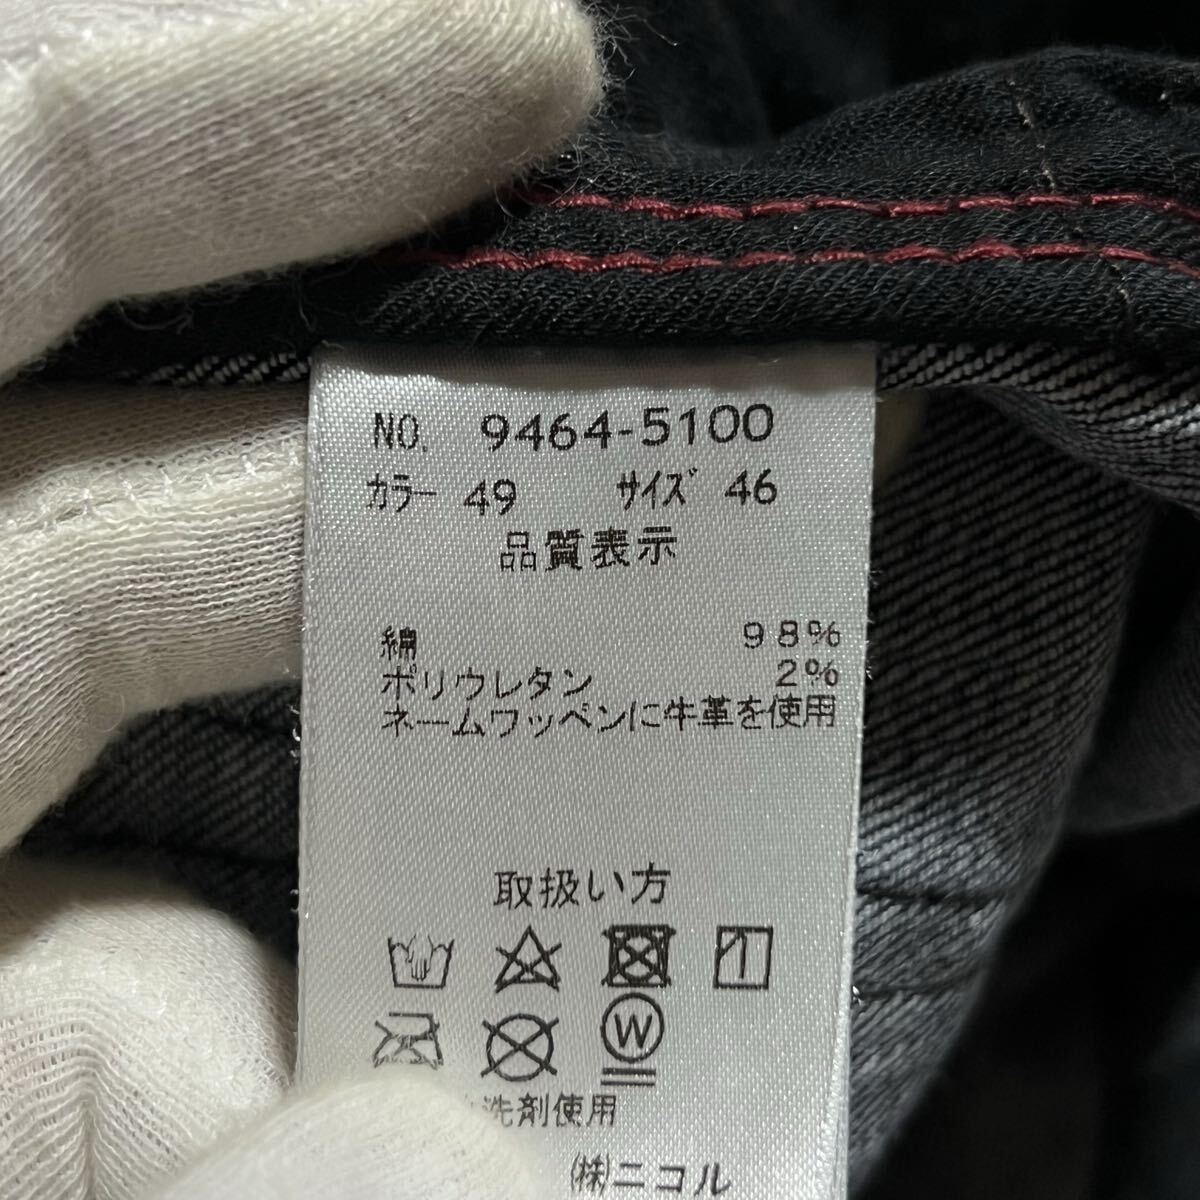 NO. 9464-5100
カラー 49 サイズ 46
品質表示
綿 98%
ポリウレタン 2%
ネームワッペンに牛革を使用
取扱い方
W
洗剤使用
㈱ニコル